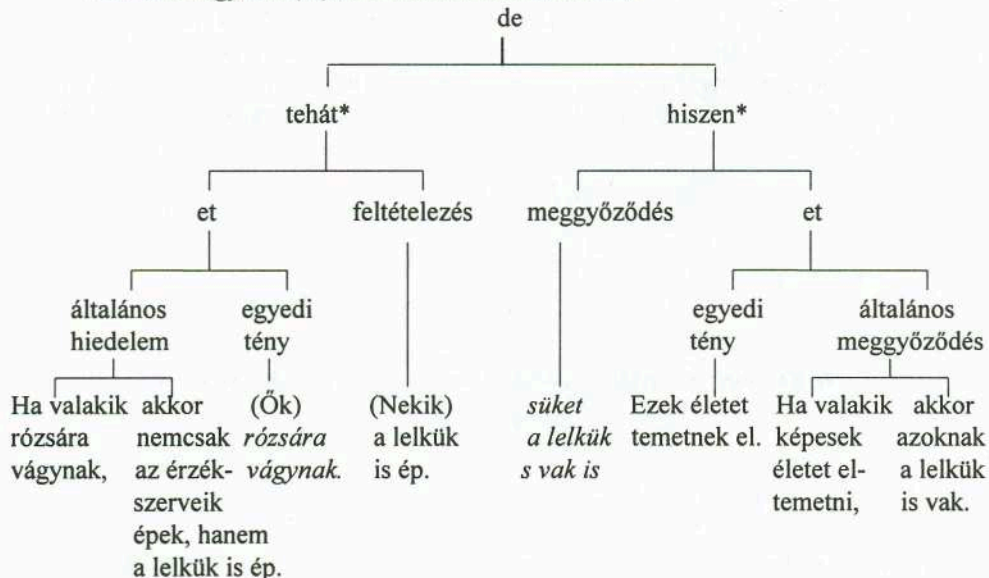 de
tehát* hiszen*
et feltételezés meggyőződés et
általános egyedi egyedi általános
hiedelem tény tény meggyőződés
Ha valakik akkor (Ők) (Nekik) süket Ezek életet Ha valakik akkor
rózsára nemcsak rózsára a lelkük a lelkük temetnek el. képesek azoknak
vágynak, az érzék- vágynak. is ép. s vak is életet el- a lelkük
szerveik temetni, is vak.
épek, hanem
a lelkük is ép.